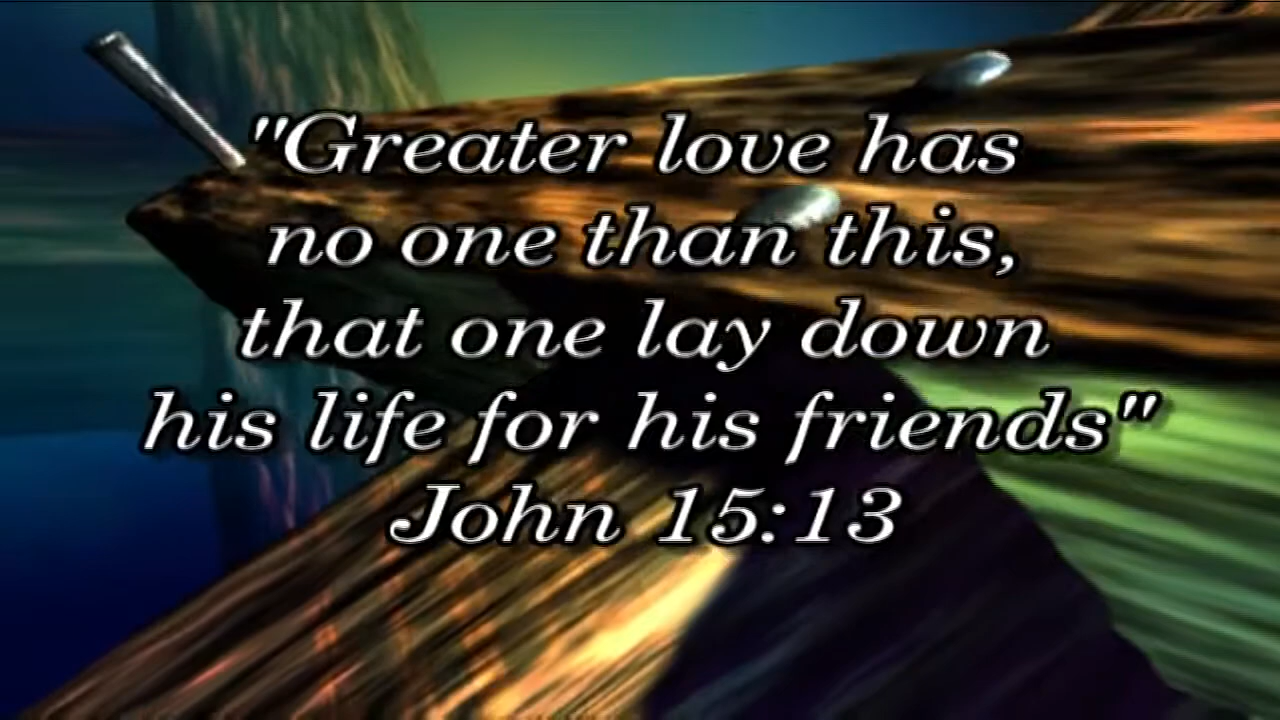 "Greater love has
no one than this,
that one lay down
his life for his friends"
John 15:13